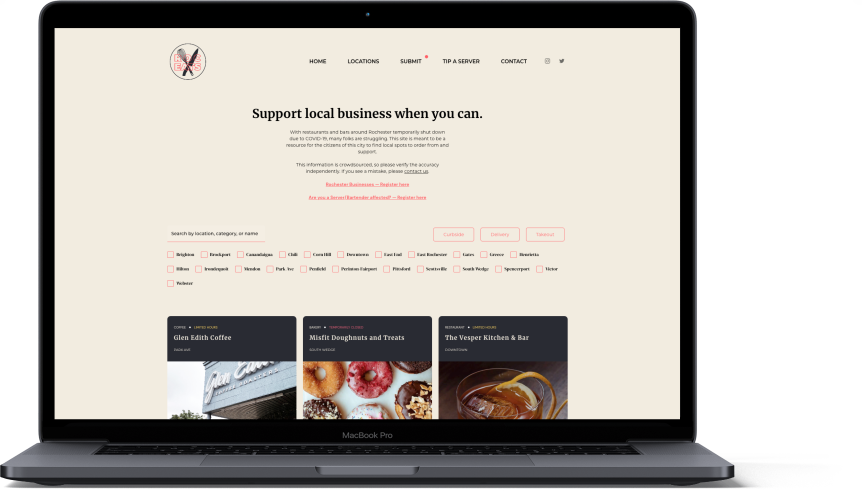 HOME LOCATIONS SUBMIT TIP A SERVER CONTACT
Support local business when you can.
With restaurants and bars around Rochester temporarily shut down
due to COVID-19, many folks are struggling. This site is meant to be a
resource for the citizens of this city to find local spots to order from and
support.
This information is crowdsourced, so please verify the accuracy
independently. If you see a mistake, please contact us.
Rochester Businesses — Register here
Are you a Server/Bartender affected? — Register here
Search by location, category, or name
Curbside Delivery Takeout
Brighton Brockport Canandaigua Chili Corn Hill Downtown East End East Rochester Gates Greece Henrietta
Hilton Irondequoit Mendon Park Ave Penfield Perinton Fairport Pittsford Scottsville South Wedge Spencerport Victor
Webster
COFFEE • LIMITED HOURS
Glen Edith Coffee
PARK AVE
BAKERY • TEMPORARILY CLOSED
Misfit Doughnuts and Treats
SOUTH WEDGE
RESTAURANT • LIMITED HOURS
The Vesper Kitchen & Bar
DOWNTOWN
Glen Edith
MacBook Pro